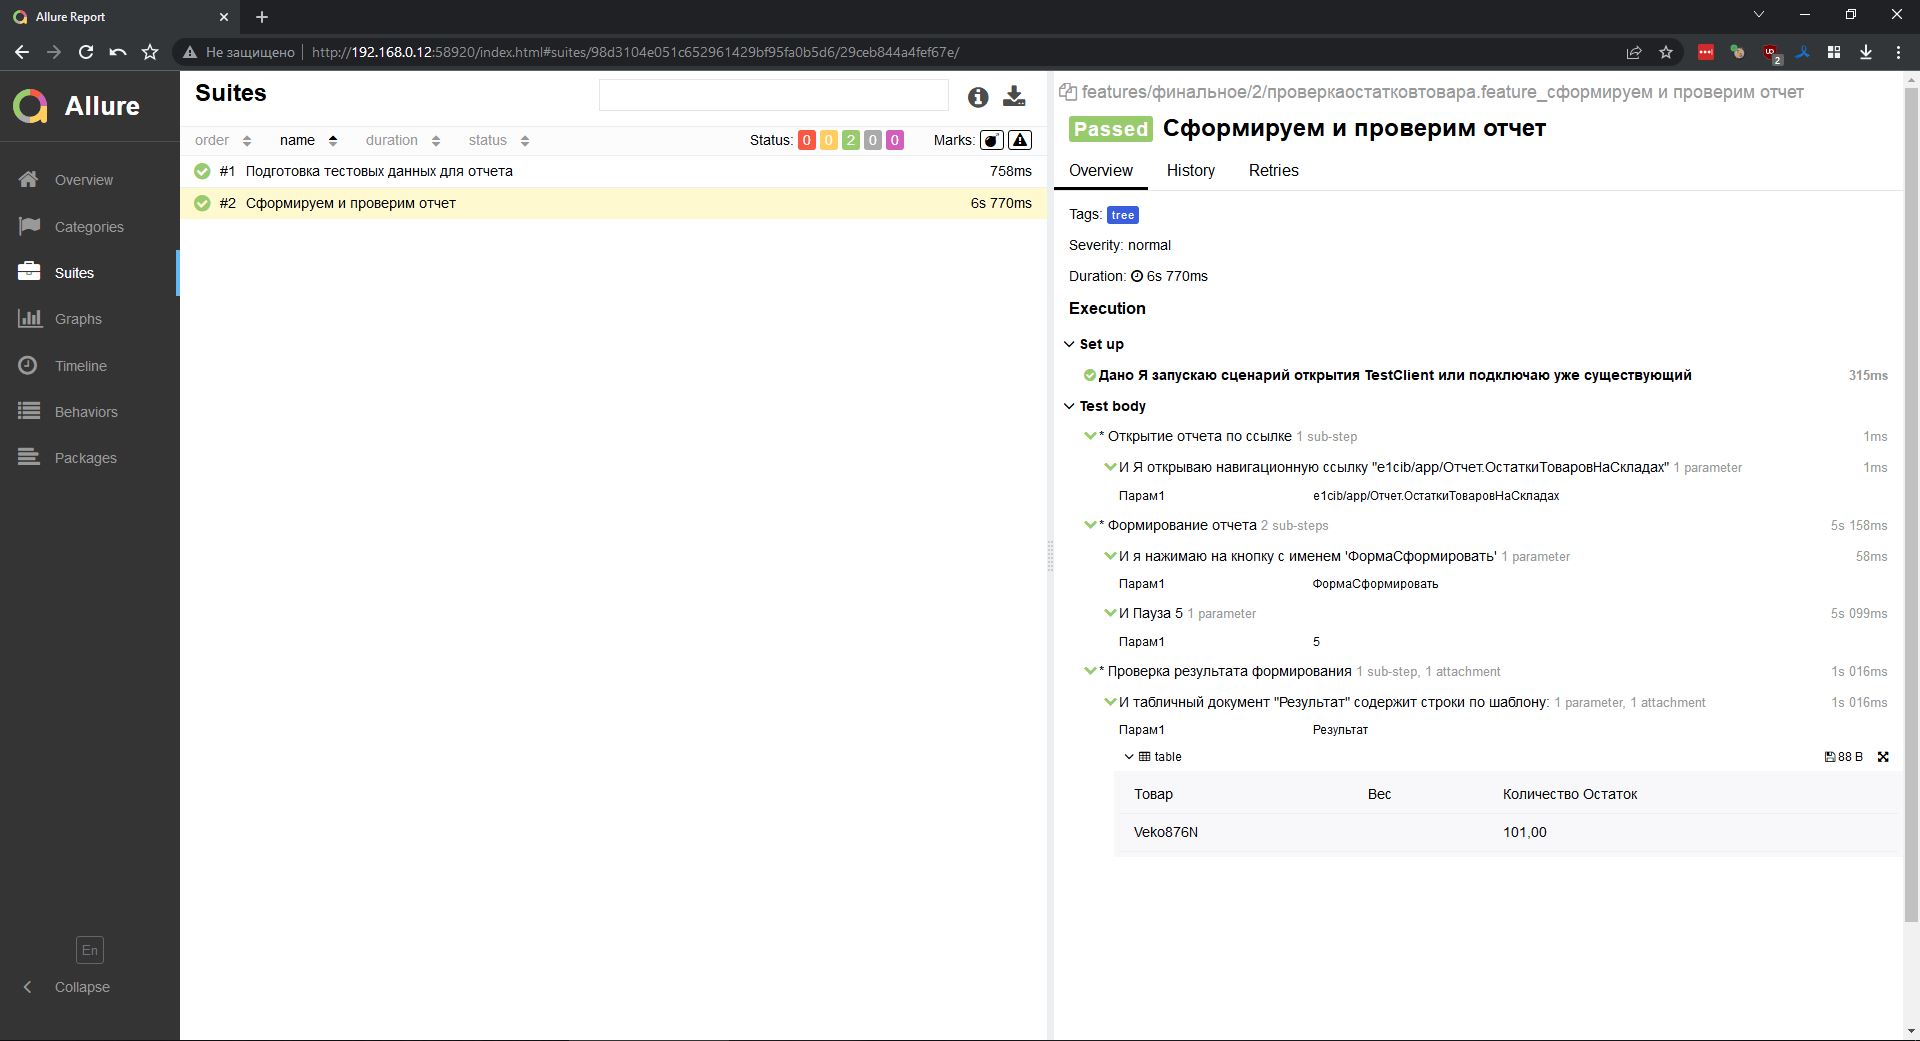 Allure Report
Не защищено
http://192.168.0.12:58920/index.html#suites/98d3104e051c652961429bf95fa0b5d6/29ceb844a4fef67e/
2
Allure
Overview
Categories
Suites
Graphs
Timeline
Behaviors
Packages
En
Collapse
Suites
order name duration status Status: 0 0 2 0 0 Marks:
#1 Подготовка тестовых данных для отчета 758ms
#2 Сформируем и проверим отчет 6s 770ms
features/финальное/2/проверкаостатковтовара.feature_сформируем и проверим отчет
Passed Сформируем и проверим отчет
Overview History Retries
Tags: tree
Severity: normal
Duration: 6s 770ms
Execution
Set up
Дано Я запускаю сценарий открытия TestClient или подключаю уже существующий 315ms
Test body
* Открытие отчета по ссылке 1 sub-step 1ms
И Я открываю навигационную ссылку "e1cib/app/Отчет.ОстаткиТоваровНаСкладах" 1 parameter 1ms
Парам1 e1cib/app/Отчет.ОстаткиТоваровНаСкладах
* Формирование отчета 2 sub-steps 5s 158ms
И я нажимаю на кнопку с именем 'ФормаСформировать' 1 parameter 58ms
Парам1 ФормаСформировать
И Пауза 5 1 parameter 5s 099ms
Парам1 5
* Проверка результата формирования 1 sub-step, 1 attachment 1s 016ms
И табличный документ "Результат" содержит строки по шаблону: 1 parameter, 1 attachment 1s 016ms
Парам1 Результат
table 88 B
Товар Вес Количество Остаток
Veko876N 101,00